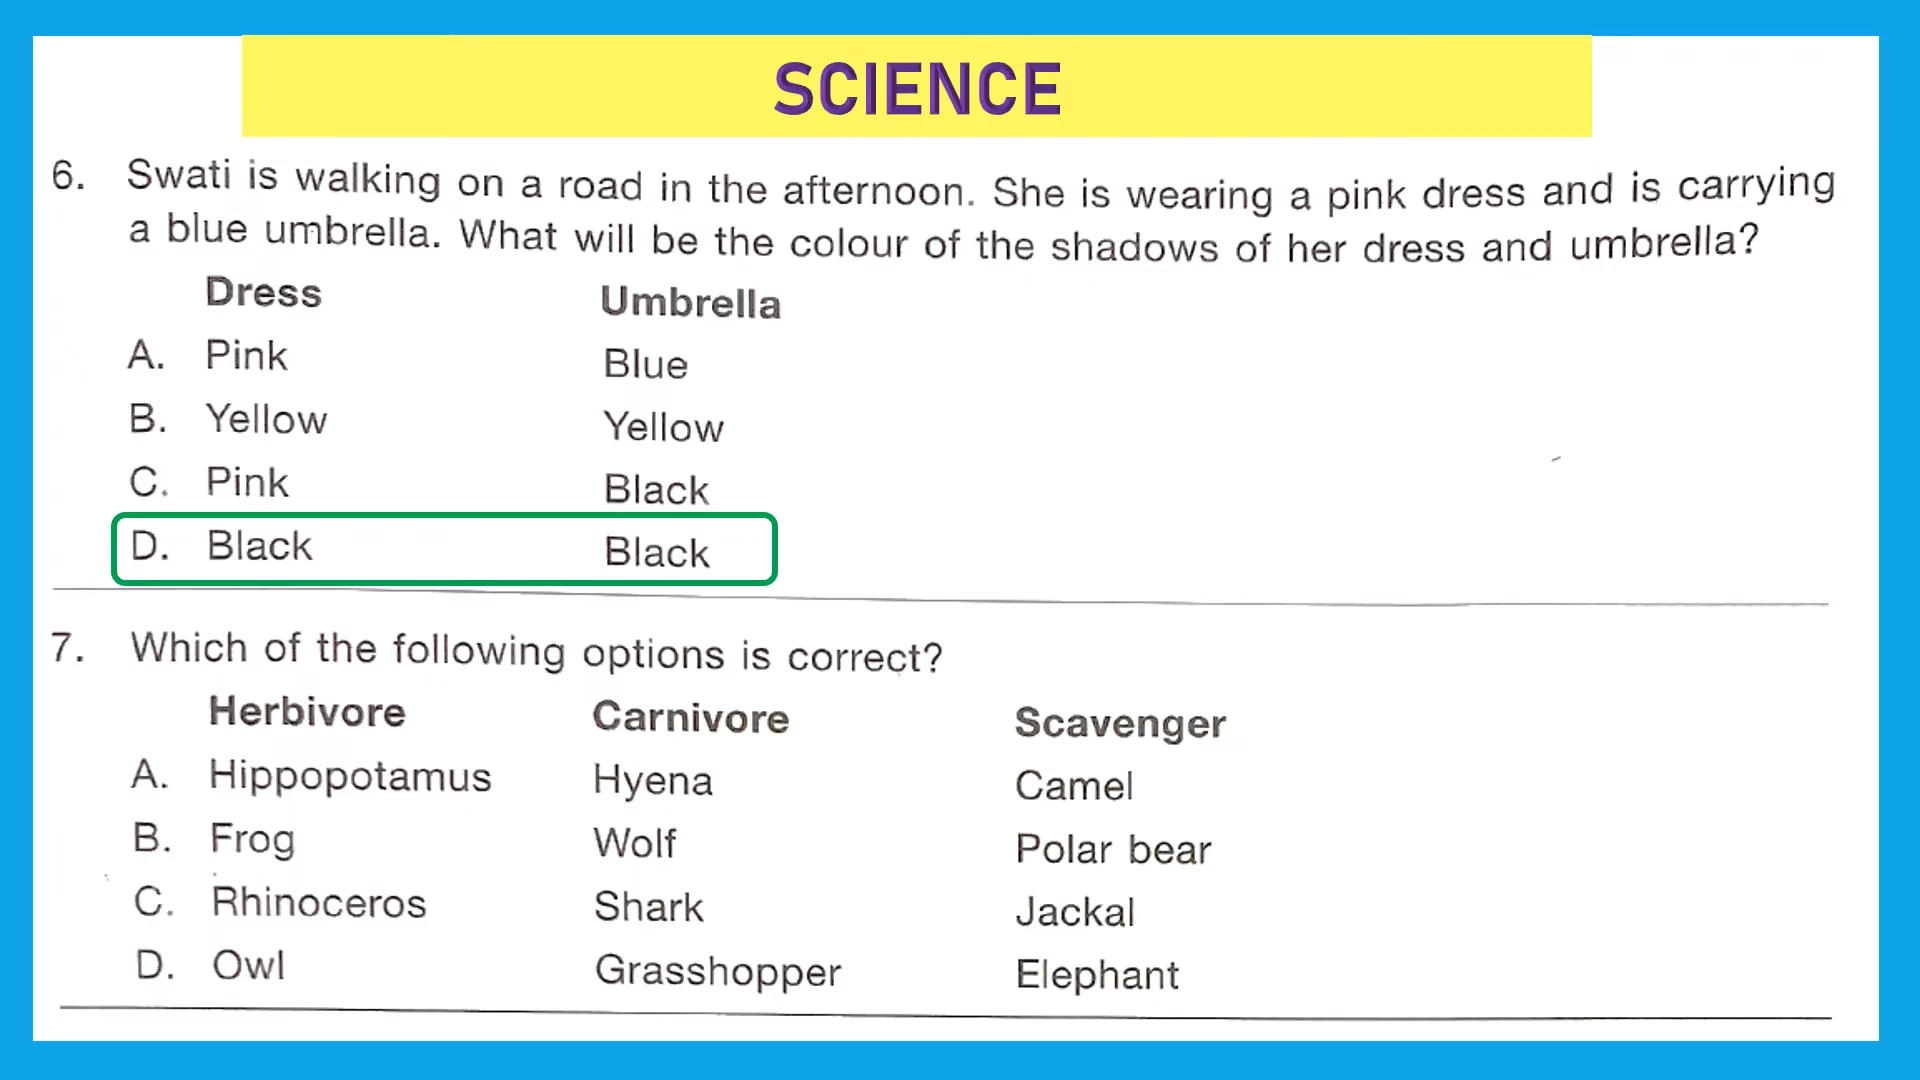 SCIENCE
6. Swati is walking on a road in the afternoon. She is wearing a pink dress and is carrying
a blue umbrella. What will be the colour of the shadows of her dress and umbrella?
Dress Umbrella
A. Pink Blue
B. Yellow Yellow
C. Pink Black
D. Black Black
7. Which of the following options is correct?
Herbivore Carnivore Scavenger
A. Hippopotamus Hyena Camel
B. Frog Wolf Polar bear
C. Rhinoceros Shark Jackal
D. Owl Grasshopper Elephant